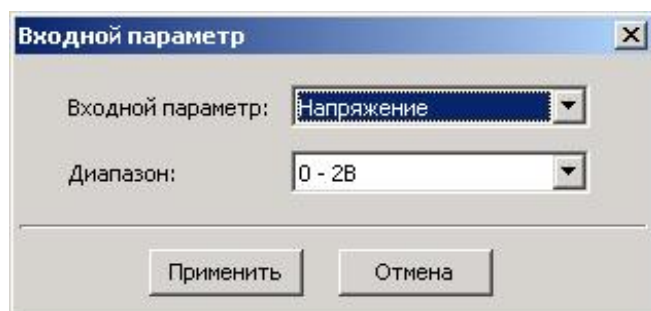 Входной параметр
Входной параметр: Напряжение
Диапазон: 0 - 2В
Применить Отмена